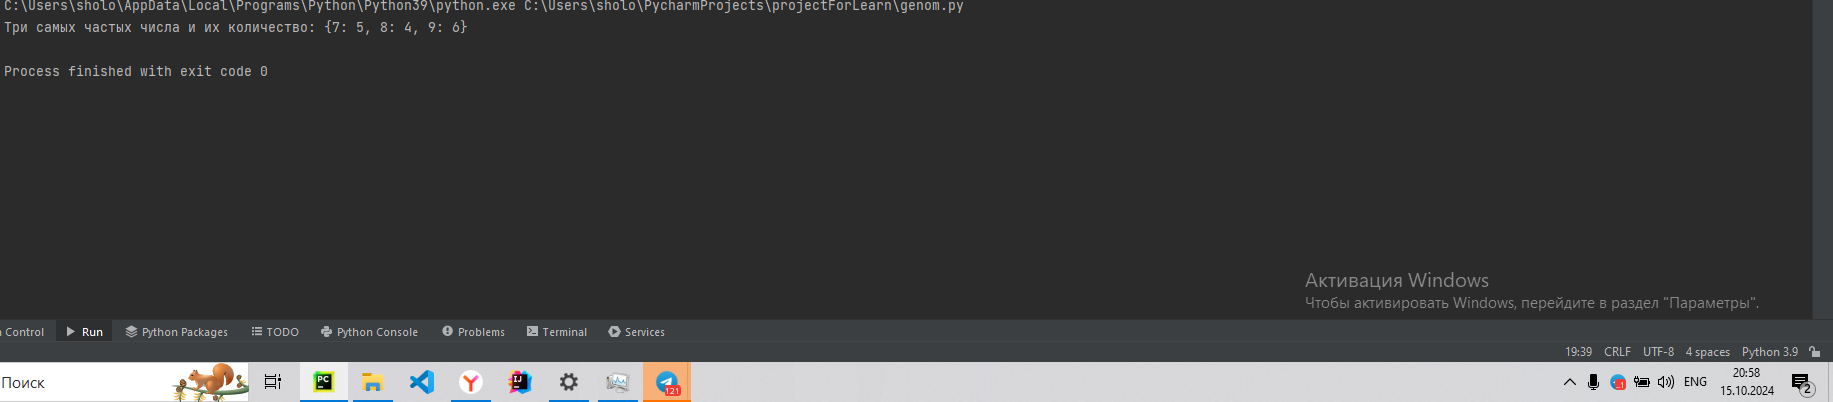 C:\Users\sholo\AppData\Local\Programs\Python\Python39\python.exe C:\Users\sholo\PycharmProjects\projectForLearn\genom.py
Три самых частых числа и их количество: {7: 5, 8: 4, 9: 6}
Process finished with exit code 0
Активация Windows
Чтобы активировать Windows, перейдите в раздел "Параметры".
Control Run Python Packages TODO Python Console Problems Terminal Services
19:39 CRLF UTF-8 4 spaces Python 3.9
Поиск PC Y IJ 121 ENG 20:58
15.10.2024 2